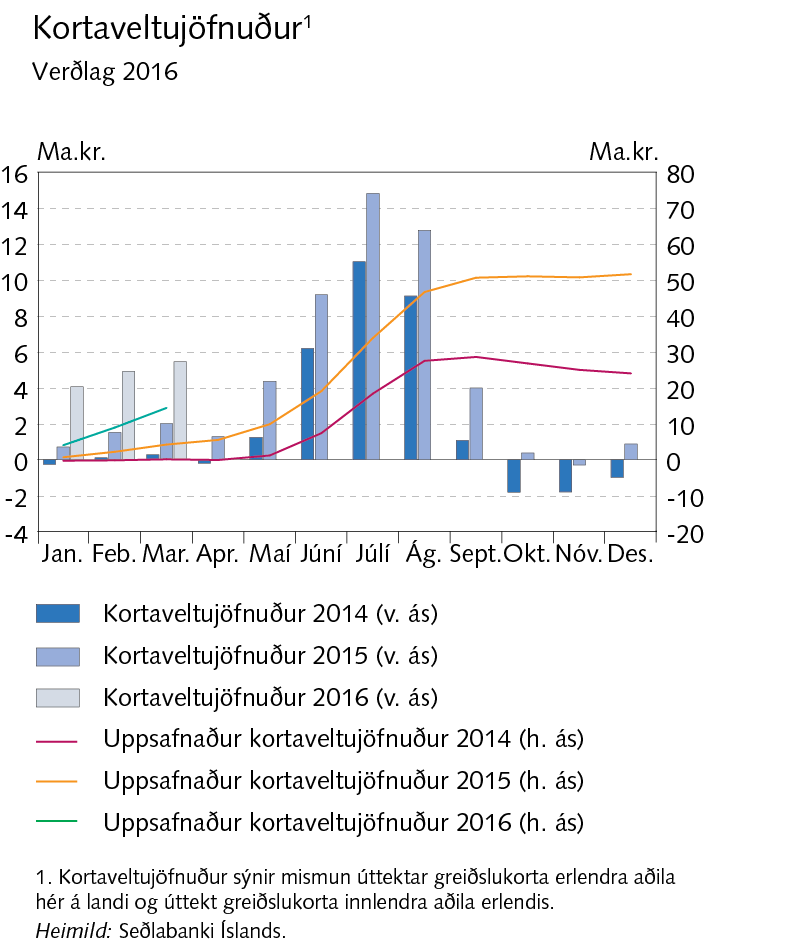 Kortaveltujöfnuður¹
Verðlag 2016
Ma.kr. Ma.kr.
16 80
14 70
12 60
10 50
8 40
6 30
4 20
2 10
0 0
-2 -10
-4 -20
Jan. Feb. Mar. Apr. Maí Júní Júlí Ág. Sept. Okt. Nóv. Des.
Kortaveltujöfnuður 2014 (v. ás)
Kortaveltujöfnuður 2015 (v. ás)
Kortaveltujöfnuður 2016 (v. ás)
Uppsafnaður kortaveltujöfnuður 2014 (h. ás)
Uppsafnaður kortaveltujöfnuður 2015 (h. ás)
Uppsafnaður kortaveltujöfnuður 2016 (h. ás)
1. Kortaveltujöfnuður sýnir mismun úttektar greiðslukorta erlendra aðila
hér á landi og úttekt greiðslukorta innlendra aðila erlendis.
Heimild: Seðlabanki Íslands.